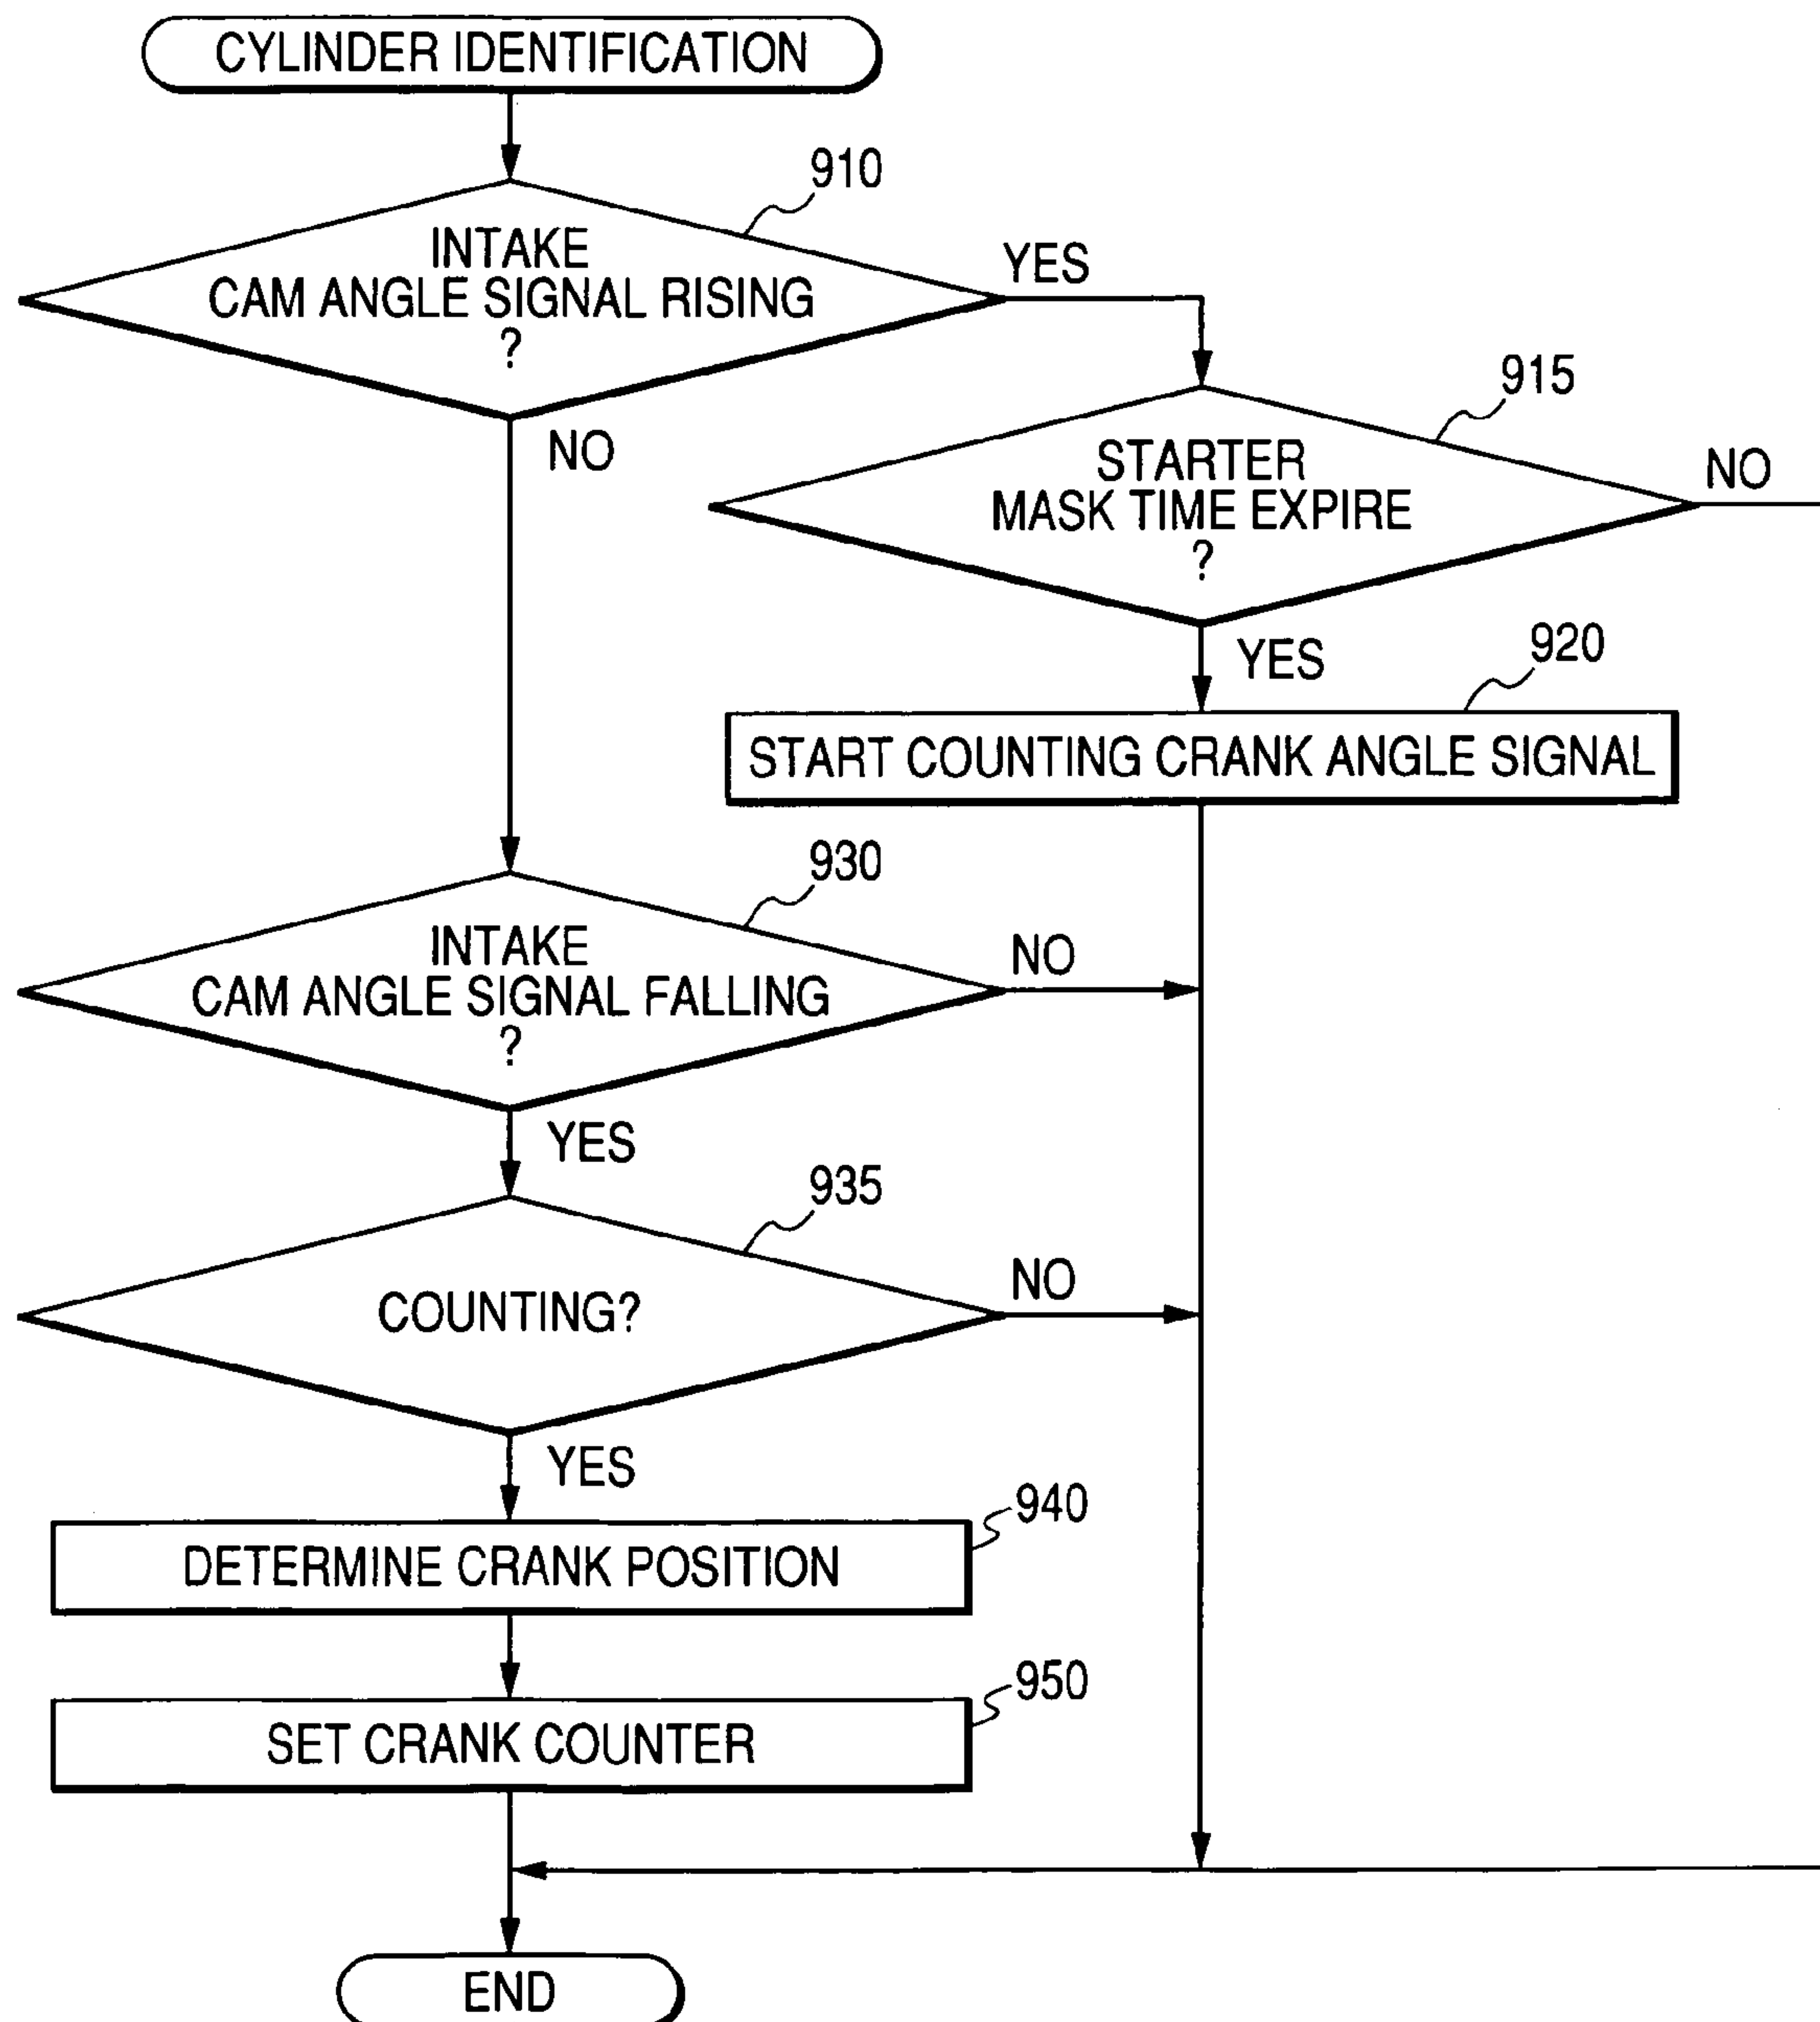 CYLINDER IDENTIFICATION
910
INTAKE
CAM ANGLE SIGNAL RISING
?
YES
NO
915
STARTER
MASK TIME EXPIRE
?
NO
YES
920
START COUNTING CRANK ANGLE SIGNAL
930
INTAKE
CAM ANGLE SIGNAL FALLING
?
NO
YES
935
COUNTING?
NO
YES
940
DETERMINE CRANK POSITION
950
SET CRANK COUNTER
END